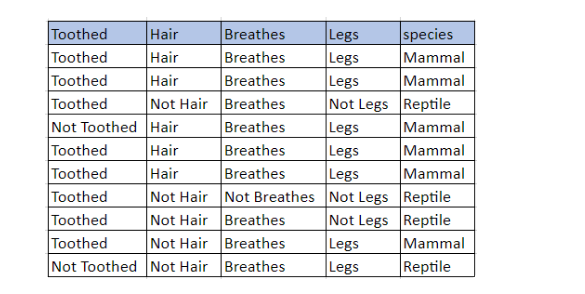 Toothed Hair Breathes Legs species
Toothed Hair Breathes Legs Mammal
Toothed Hair Breathes Legs Mammal
Toothed Not Hair Breathes Not Legs Reptile
Not Toothed Hair Breathes Legs Mammal
Toothed Hair Breathes Legs Mammal
Toothed Hair Breathes Legs Mammal
Toothed Not Hair Not Breathes Not Legs Reptile
Toothed Not Hair Breathes Not Legs Reptile
Toothed Not Hair Breathes Legs Mammal
Not Toothed Not Hair Breathes Legs Reptile